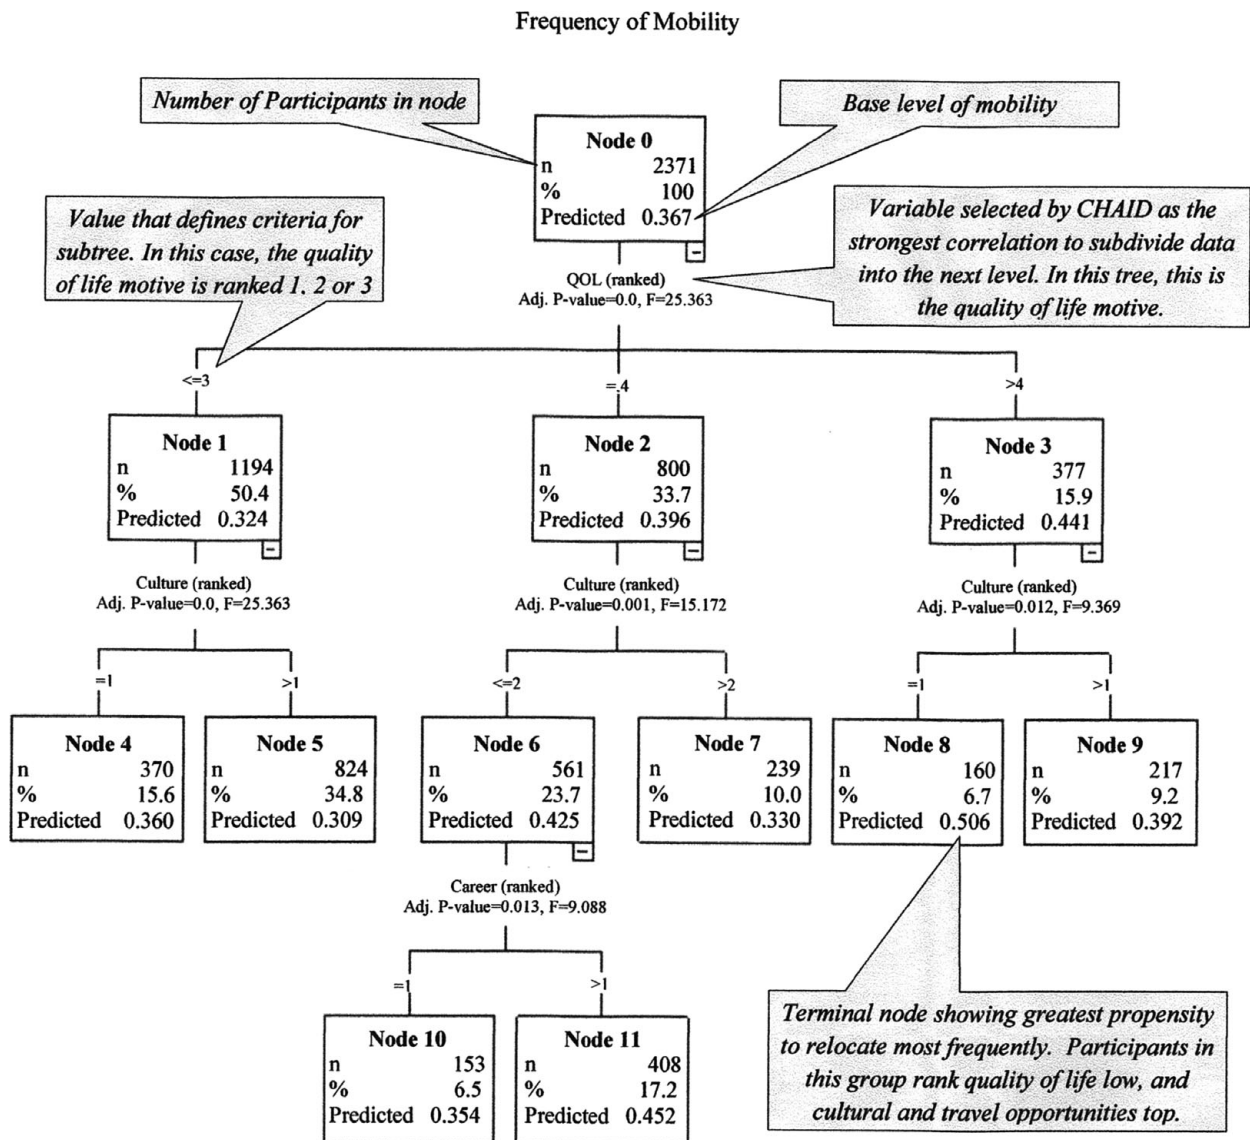 Frequency of Mobility
Number of Participants in node
Base level of mobility
Node 0
n 2371
% 100
Predicted 0.367
Value that defines criteria for
subtree. In this case, the quality
of life motive is ranked 1, 2 or 3
Variable selected by CHAID as the
strongest correlation to subdivide data
into the next level. In this tree, this is
the quality of life motive.
QOL (ranked)
Adj. P-value=0.0, F=25.363
<=3
=4
>4
Node 1
n 1194
% 50.4
Predicted 0.324
Node 2
n 800
% 33.7
Predicted 0.396
Node 3
n 377
% 15.9
Predicted 0.441
Culture (ranked)
Adj. P-value=0.0, F=25.363
Culture (ranked)
Adj. P-value=0.001, F=15.172
Culture (ranked)
Adj. P-value=0.012, F=9.369
=1
>1
<=2
>2
=1
>1
Node 4
n 370
% 15.6
Predicted 0.360
Node 5
n 824
% 34.8
Predicted 0.309
Node 6
n 561
% 23.7
Predicted 0.425
Node 7
n 239
% 10.0
Predicted 0.330
Node 8
n 160
% 6.7
Predicted 0.506
Node 9
n 217
% 9.2
Predicted 0.392
Career (ranked)
Adj. P-value=0.013, F=9.088
=1
>1
Node 10
n 153
% 6.5
Predicted 0.354
Node 11
n 408
% 17.2
Predicted 0.452
Terminal node showing greatest propensity
to relocate most frequently. Participants in
this group rank quality of life low, and
cultural and travel opportunities top.